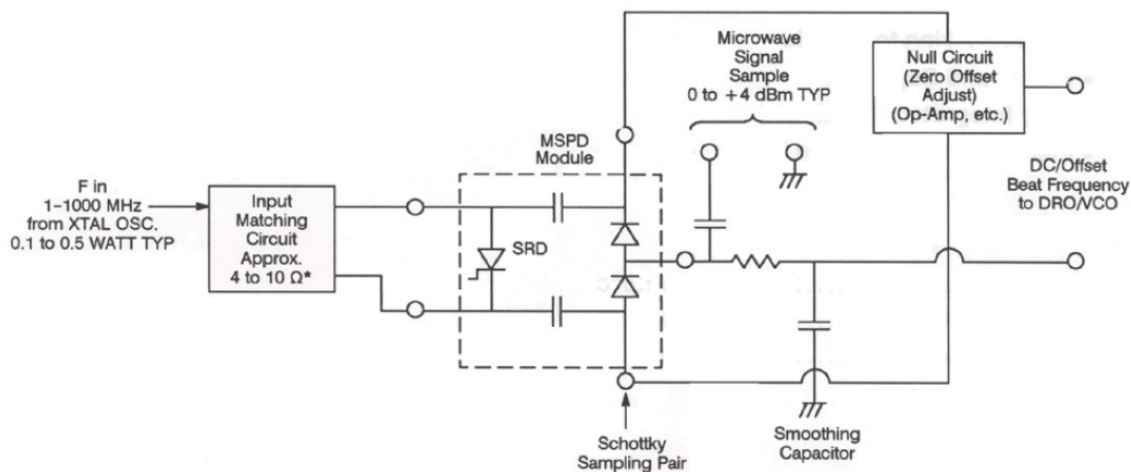 F in
1–1000 MHz
from XTAL OSC.
0.1 to 0.5 WATT TYP
Input
Matching
Circuit
Approx.
4 to 10 Ω*
MSPD
Module
SRD
Microwave
Signal
Sample
0 to +4 dBm TYP
Null Circuit
(Zero Offset
Adjust)
(Op-Amp, etc.)
DC/Offset
Beat Frequency
to DRO/VCO
Schottky
Sampling Pair
Smoothing
Capacitor